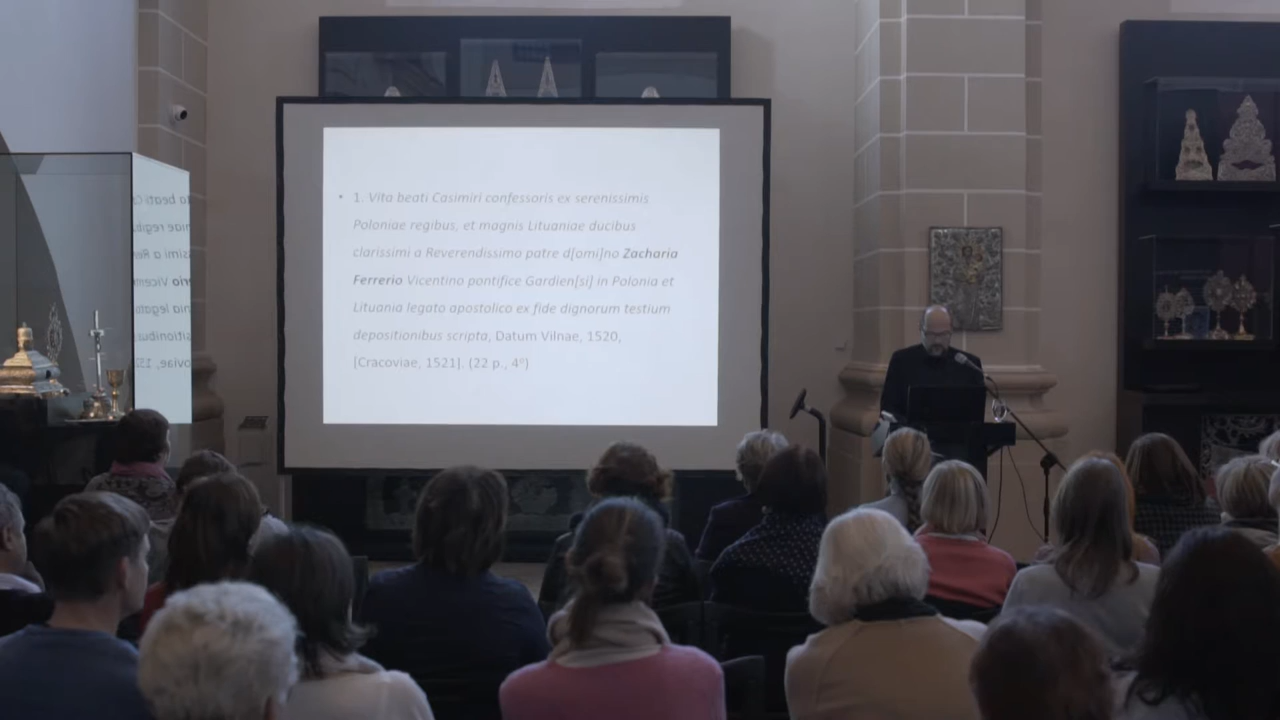 • 1. Vita beati Casimiri confessoris ex serenissimis
Poloniae regibus, et magnis Lituaniae ducibus
clarissimi a Reverendissimo patre d[omi]no Zacharia
Ferrerio Vicentino pontifice Gardien[si] in Polonia et
Lituania legato apostolico ex fide dignorum testium
depositionibus scripta, Datum Vilnae, 1520,
[Cracoviae, 1521]. (22 p., 4⁰)